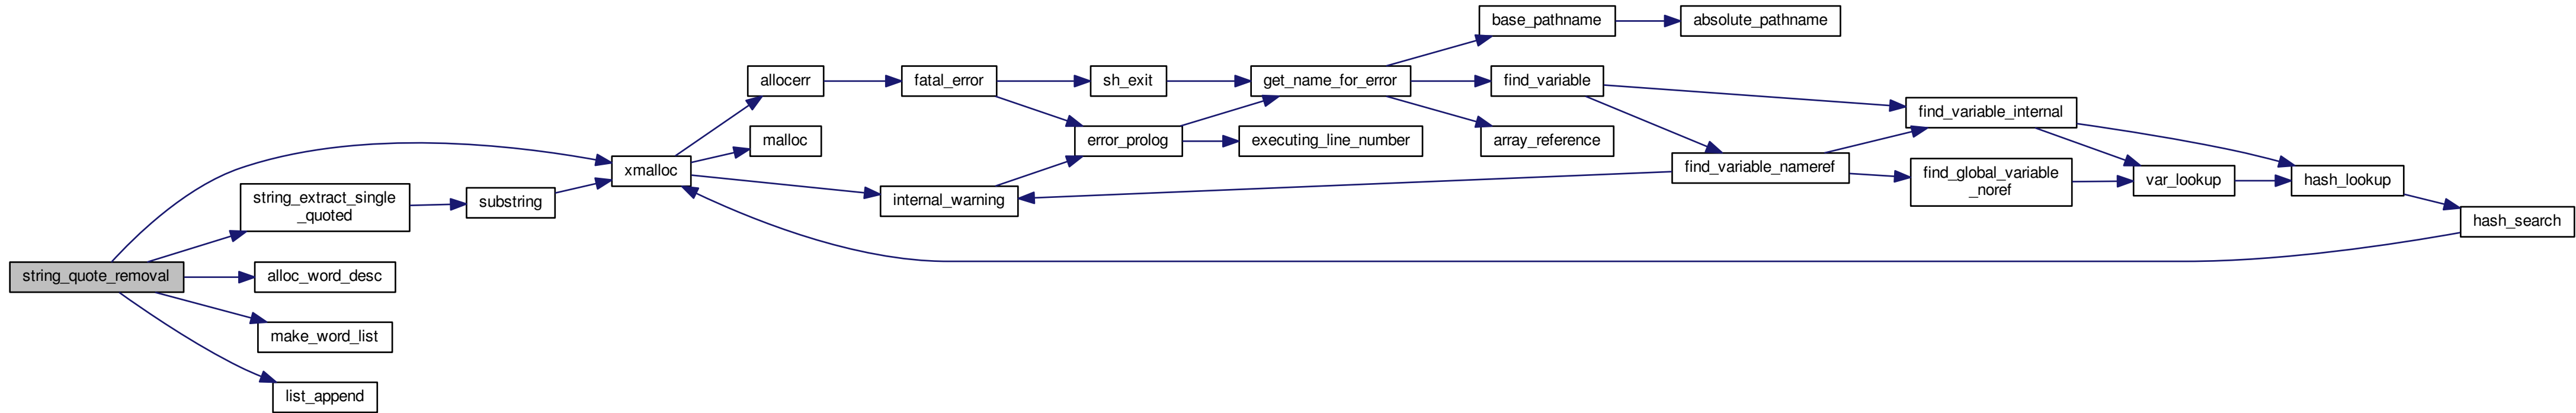 string_quote_removal
string_extract_single
_quoted
alloc_word_desc
make_word_list
list_append
substring
xmalloc
allocerr
malloc
internal_warning
fatal_error
sh_exit
error_prolog
get_name_for_error
executing_line_number
base_pathname
find_variable
array_reference
absolute_pathname
find_variable_nameref
find_variable_internal
find_global_variable
_noref
var_lookup
hash_lookup
hash_search